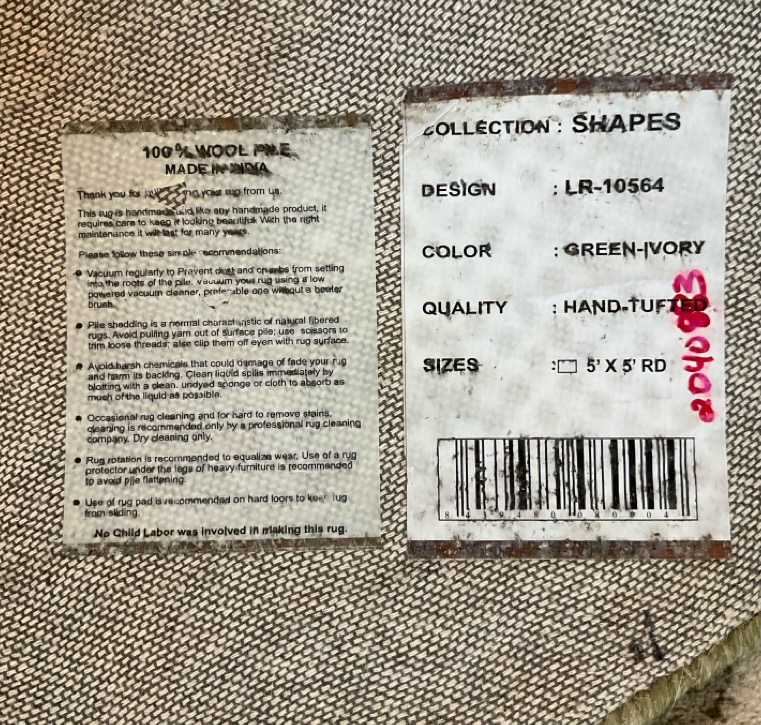 100% WOOL PILE
MADE IN INDIA
Thank you for your rug from us.
This rug is handmade and like any handmade product, it
requires care to keep it looking beautiful. With the right
maintenance it will last for many years.
Please follow these simple recommendations:
● Vacuum regularly to Prevent dust and crumbs from setting
into the roots of the pile. vacuum your rug using a low
powered vacuum cleaner, preferable one without a beater
brush.
● Pile shedding is a normal characteristic of natural fibered
rugs. Avoid pulling yarn out of surface pile; use scissors to
trim loose threads; also clip them off eyen with rug surface.
● Avoid harsh chemicals that could damage of fade your rug
and harm its backing. Clean liquid spills immediately by
blotting with a clean. undyed sponge or cloth to absorb as
much of the liquid as possible.
● Occasional rug cleaning and for hard to remove stains,
cleaning is recommended only by a professional rug cleaning
company. Dry cleaning only.
● Rug rotation is recommended to equalize wear. Use of a rug
protector under the legs of heavy furniture is recommended
to avoid pile flattening.
● Use of rug pad is recommended on hard loors to keep rug
from sliding.
No Child Labor was involved in making this rug.
COLLECTION : SHAPES
DESIGN : LR-10564
COLOR : GREEN-IVORY
QUALITY : HAND-TUFTED
SIZES : 5' X 5' RD